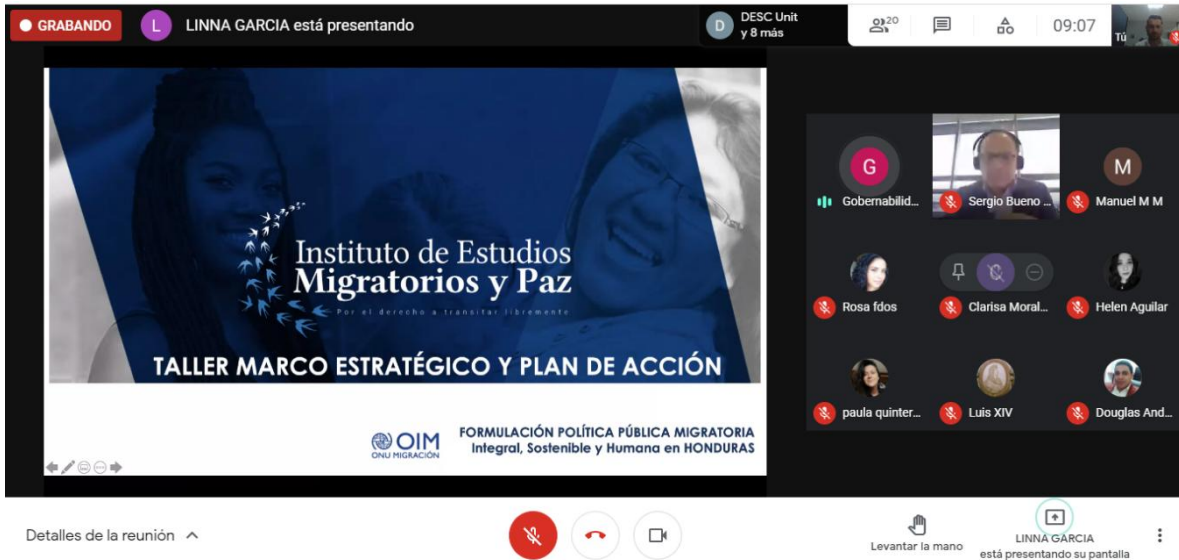 GRABANDO
L
LINNA GARCIA está presentando
D
DESC Unit
y 8 más
20
09:07
Tú
Instituto de Estudios
Migratorios y Paz
Por el derecho a transitar libremente
TALLER MARCO ESTRATÉGICO Y PLAN DE ACCIÓN
OIM
ONU MIGRACIÓN
FORMULACIÓN POLÍTICA PÚBLICA MIGRATORIA
Integral, Sostenible y Humana en HONDURAS
G
Gobernabilid...
Sergio Bueno ...
M
Manuel M M
Rosa fdos
Clarisa Moral...
Helen Aguilar
paula quinter...
Luis XIV
Douglas And...
Detalles de la reunión
Levantar la mano
LINNA GARCIA
está presentando su pantalla